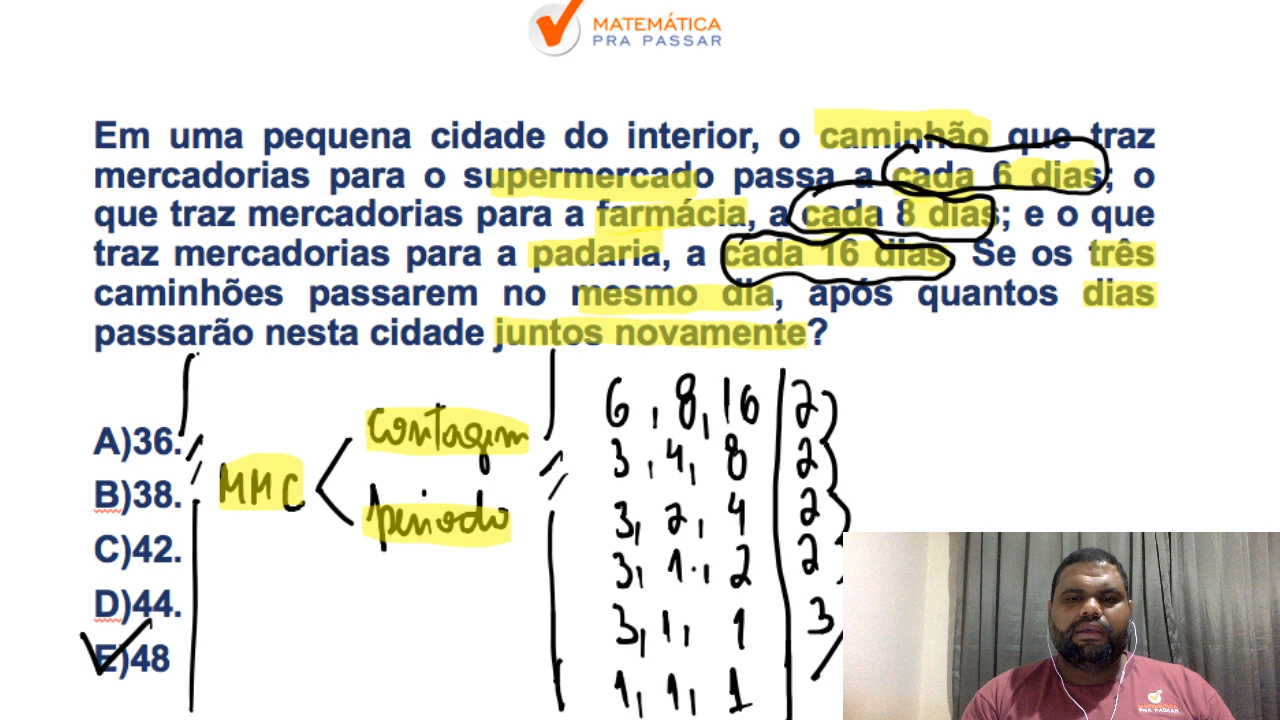 MATEMÁTICA
PRA PASSAR
Em uma pequena cidade do interior, o caminhão que traz
mercadorias para o supermercado passa a cada 6 dias; o
que traz mercadorias para a farmácia, a cada 8 dias; e o que
traz mercadorias para a padaria, a cada 16 dias. Se os três
caminhões passarem no mesmo dia, após quantos dias
passarão nesta cidade juntos novamente?
A)36.
B)38.
C)42.
D)44.
E)48
MMC
Contagem
período
6, 8, 16 2
3, 4, 8 2
3, 2, 4 2
3, 1, 2 2
3, 1, 1 3
1, 1, 1
MATEMÁTICA
PRA PASSAR